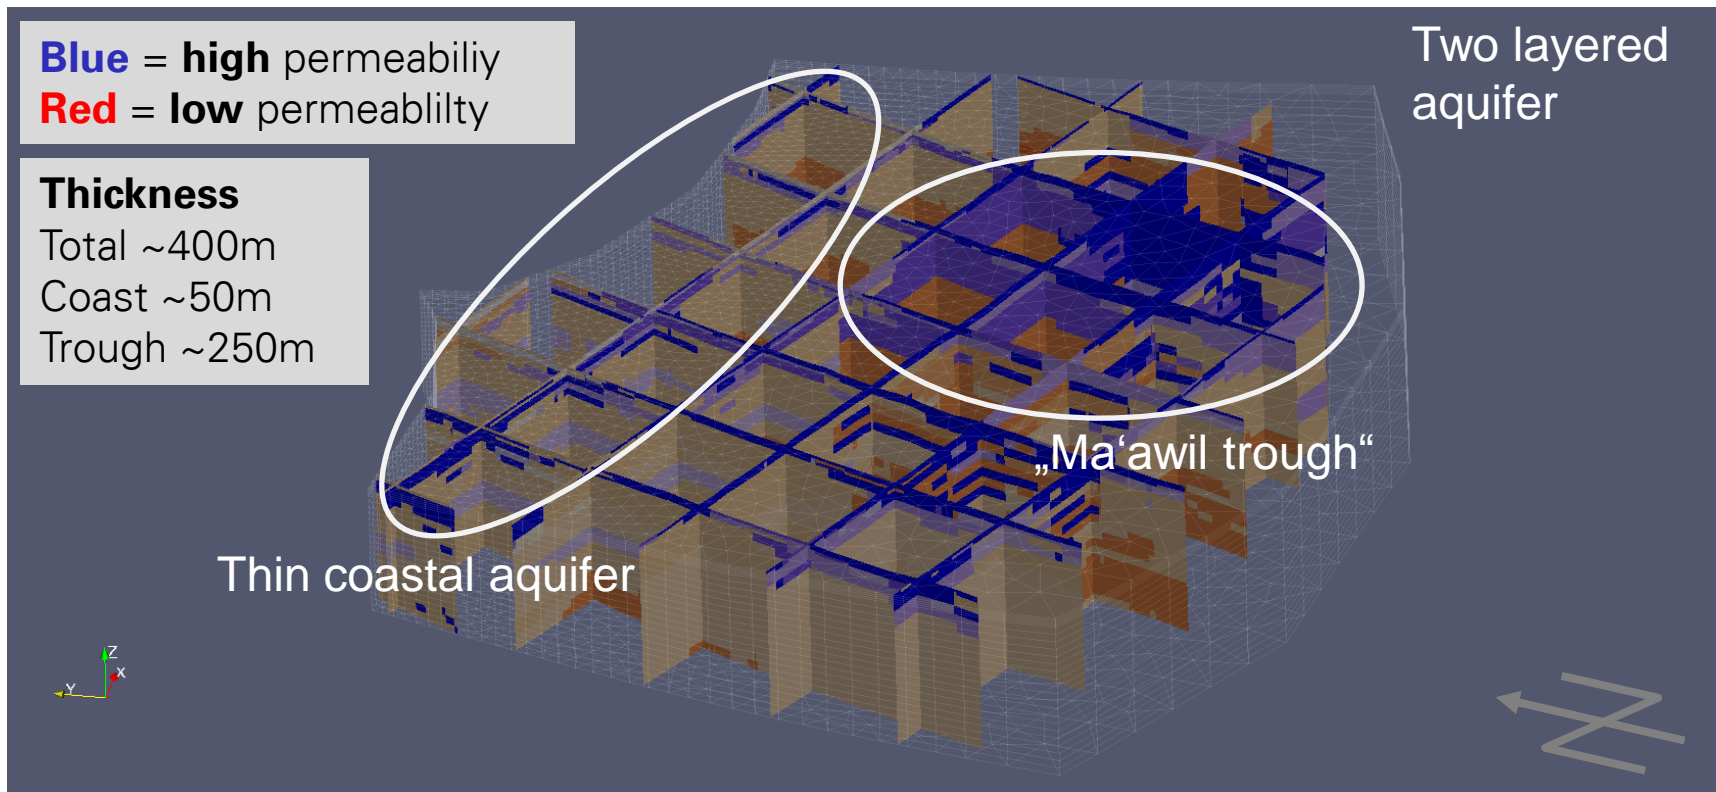 Blue = high permeabiliy
Red = low permeablilty
Thickness
Total ~400m
Coast ~50m
Trough ~250m
Two layered
aquifer
„Ma‘awil trough“
Thin coastal aquifer
Z
X
Y